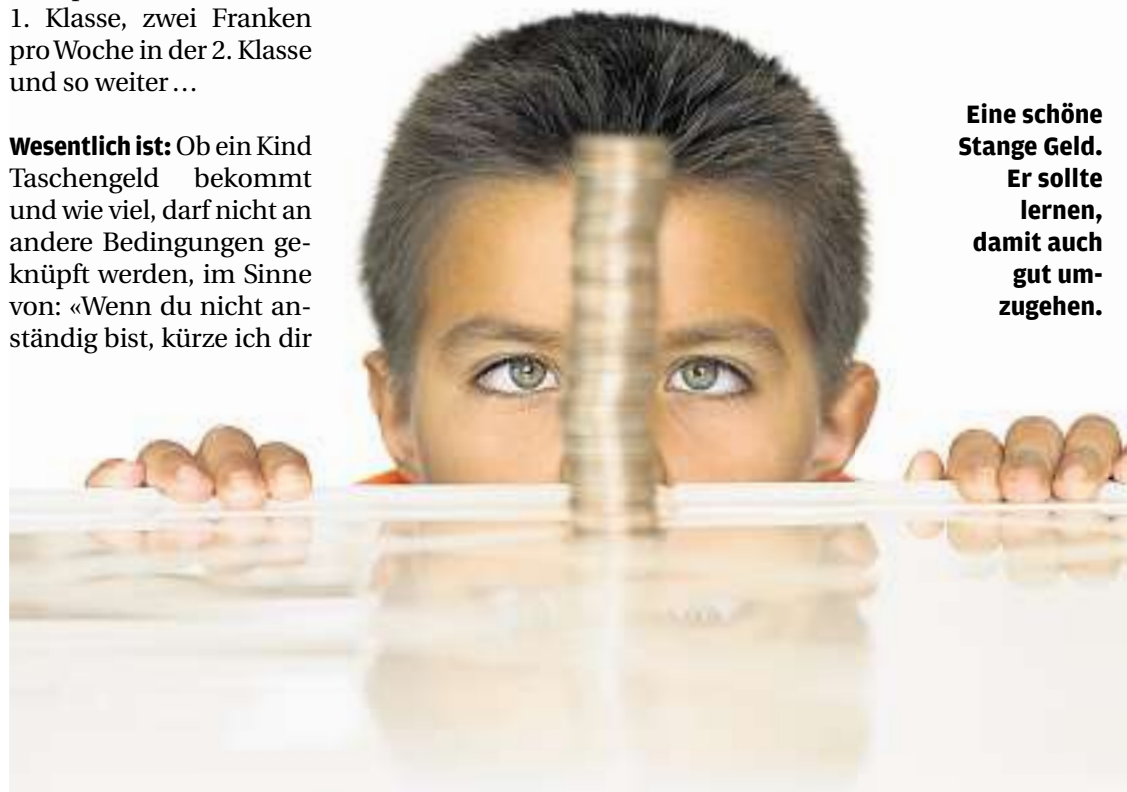 1. Klasse, zwei Franken
pro Woche in der 2. Klasse
und so weiter…
Wesentlich ist: Ob ein Kind
Taschengeld bekommt
und wie viel, darf nicht an
andere Bedingungen ge-
knüpft werden, im Sinne
von: «Wenn du nicht an-
ständig bist, kürze ich dir
Eine schöne
Stange Geld.
Er sollte
lernen,
damit auch
gut um-
zugehen.